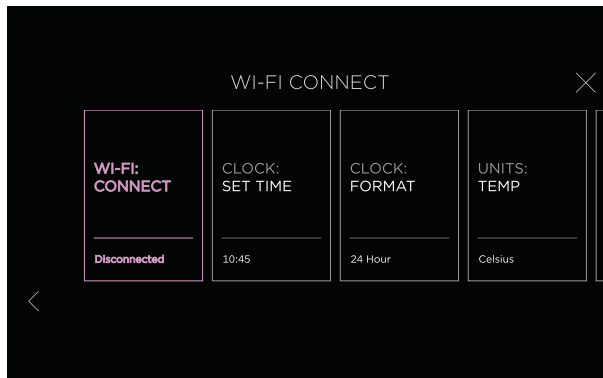 WI-FI CONNECT
WI-FI:
CONNECT
Disconnected
CLOCK:
SET TIME
10:45
CLOCK:
FORMAT
24 Hour
UNITS:
TEMP
Celsius